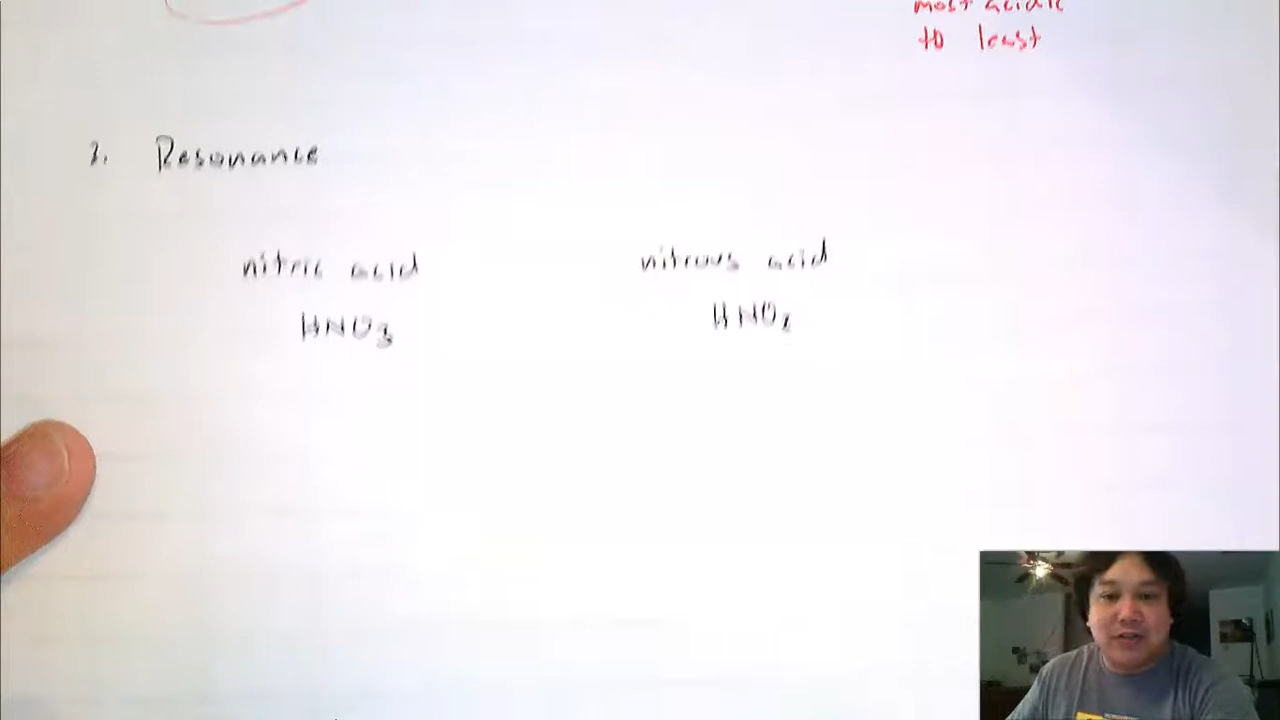 most acidic
to least
2. Resonance
nitric acid
nitrous acid
HNO3
HNO2